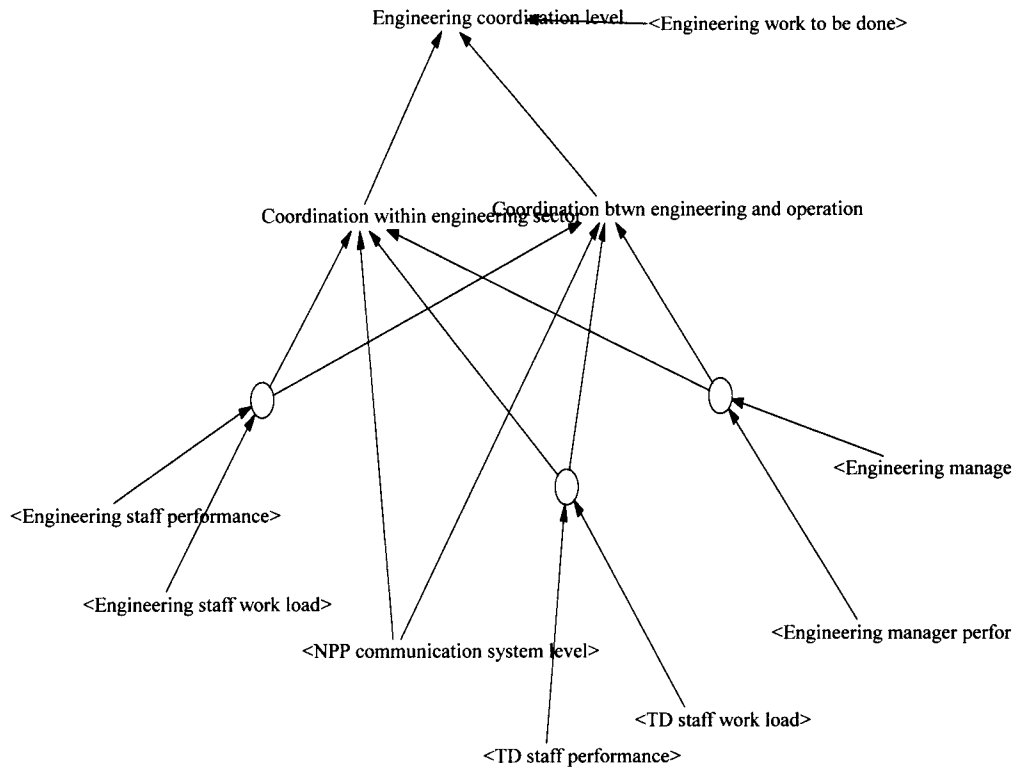 Engineering coordination level
<Engineering work to be done>
Coordination within engineering sector
Coordination btwn engineering and operation
<Engineering manage
<Engineering staff performance>
<Engineering staff work load>
<Engineering manager perfor
<NPP communication system level>
<TD staff work load>
<TD staff performance>